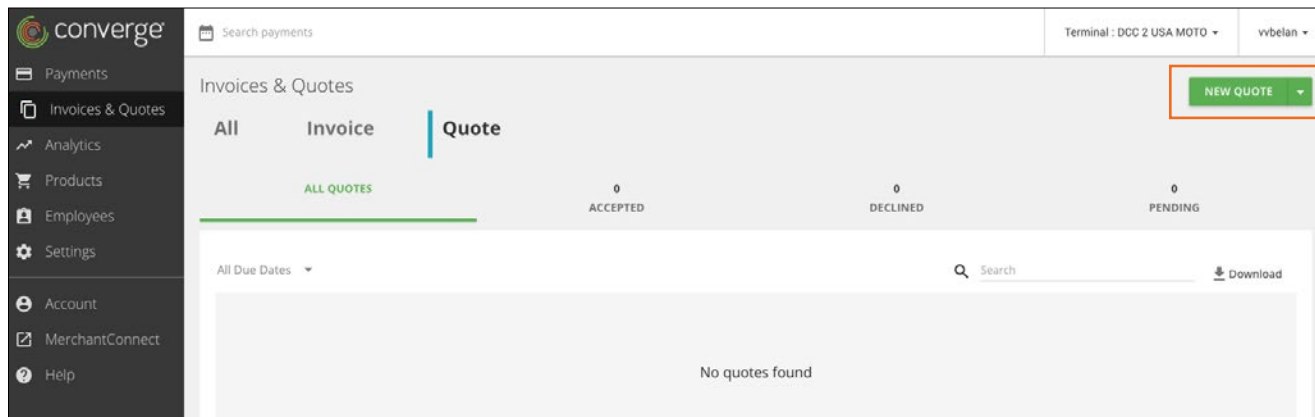 converge
Search payments
Terminal : DCC 2 USA MOTO
vvbelan
Payments
Invoices & Quotes
Analytics
Products
Employees
Settings
Account
MerchantConnect
Help
Invoices & Quotes
NEW QUOTE
All Invoice Quote
ALL QUOTES
0 0 0
ACCEPTED DECLINED PENDING
All Due Dates
Search
Download
No quotes found